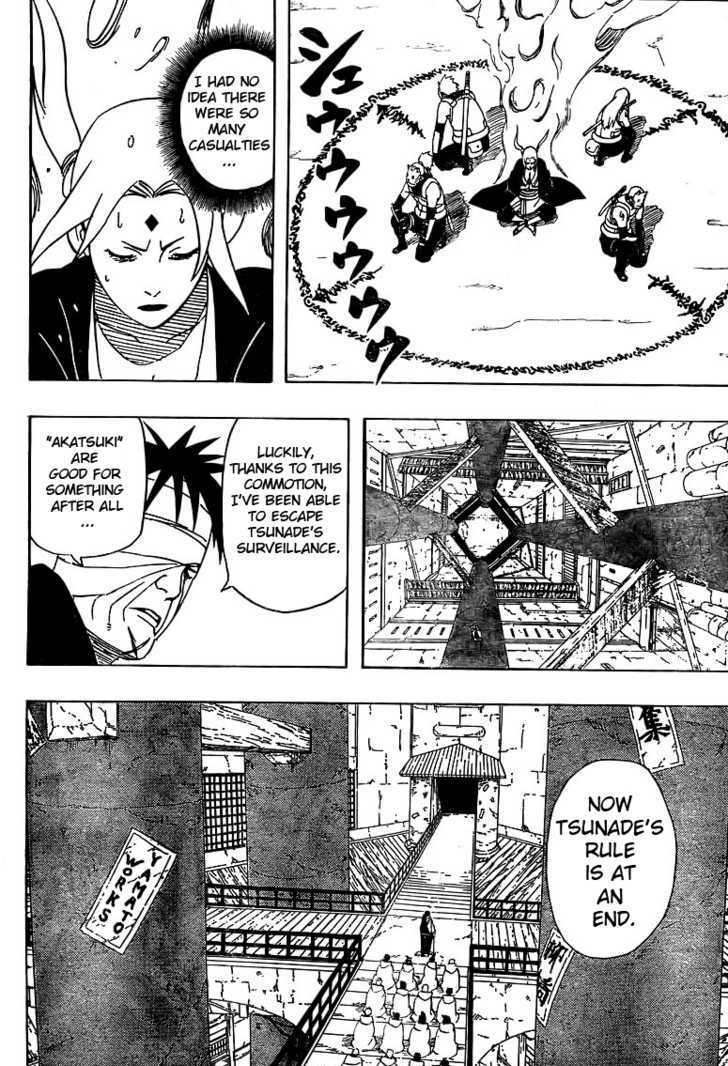 シュウウウウウウウ
I HAD NO
IDEA THERE
WERE SO
MANY
CASUALTIES
...
LUCKILY,
THANKS TO THIS
COMMOTION,
I'VE BEEN ABLE
TO ESCAPE
TSUNADE'S
SURVEILLANCE.
"AKATSUKI"
ARE
GOOD FOR
SOMETHING
AFTER ALL
...
集
NOW
TSUNADE'S
RULE
IS AT
AN
END.
YAMATO
WORKS